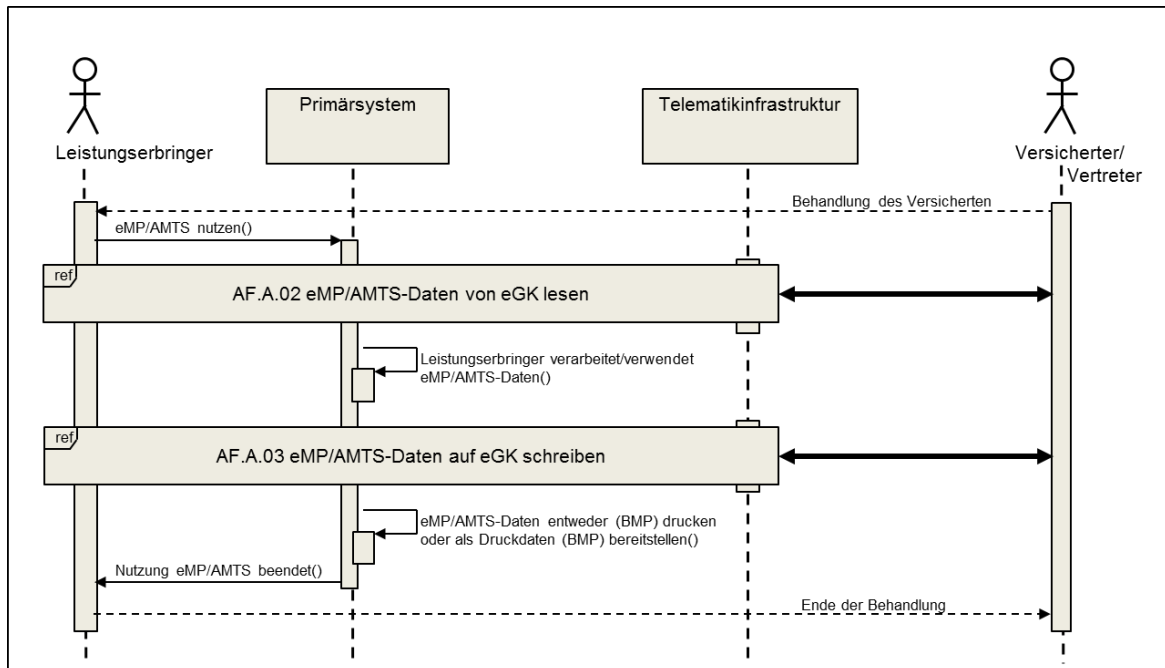 Primärsystem
Telematikinfrastruktur
Leistungserbringer
Versicherter/
Vertreter
Behandlung des Versicherten
eMP/AMTS nutzen()
ref
AF.A.02 eMP/AMTS-Daten von eGK lesen
Leistungserbringer verarbeitet/verwendet
eMP/AMTS-Daten()
ref
AF.A.03 eMP/AMTS-Daten auf eGK schreiben
eMP/AMTS-Daten entweder (BMP) drucken
oder als Druckdaten (BMP) bereitstellen()
Nutzung eMP/AMTS beendet()
Ende der Behandlung